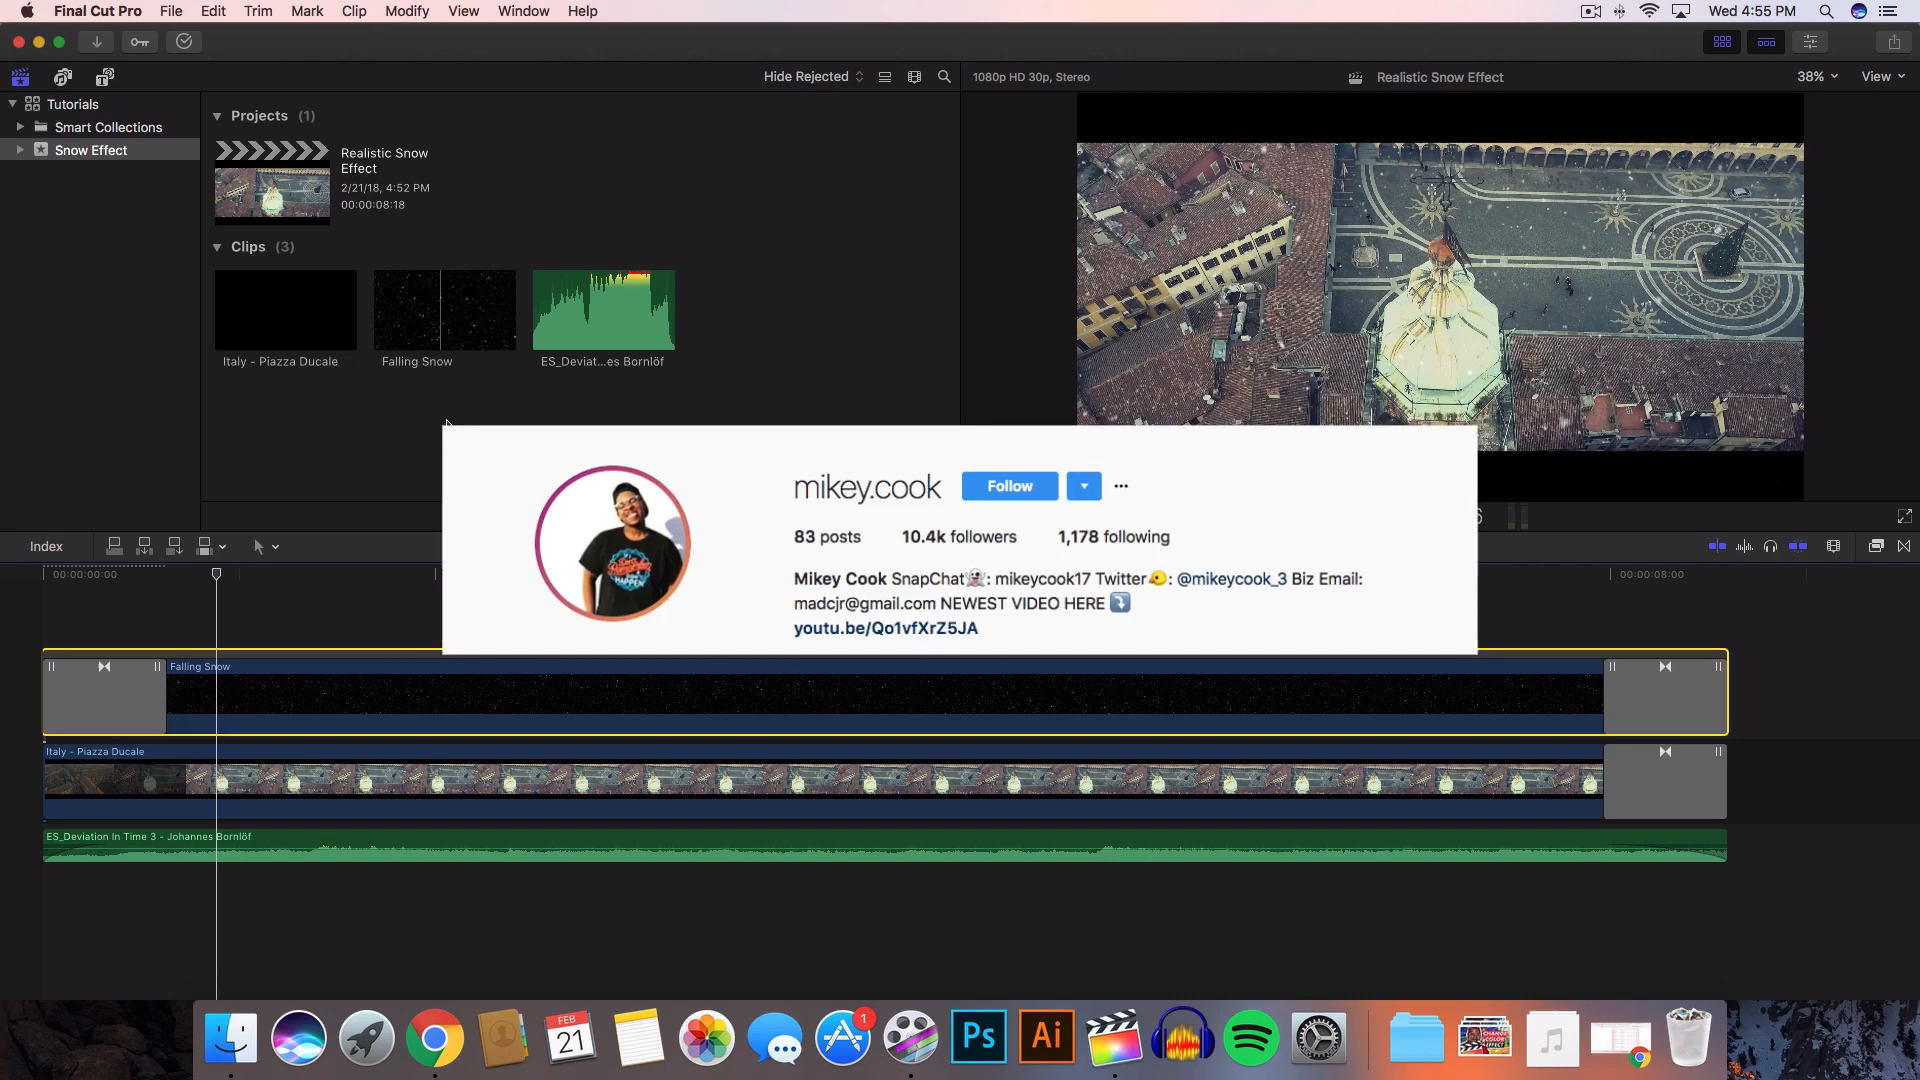 Final Cut Pro File Edit Trim Mark Clip Modify View Window Help Wed 4:55 PM
Hide Rejected 1080p HD 30p, Stereo Realistic Snow Effect 38% View
Tutorials
Smart Collections
Snow Effect
Projects (1)
Realistic Snow
Effect
2/21/18, 4:52 PM
00:00:08:18
Clips (3)
Italy - Piazza Ducale Falling Snow ES_Deviat...es Bornlöf
mikey.cook Follow
83 posts 10.4k followers 1,178 following
Mikey Cook SnapChat👻: mikeycook17 Twitter🐤: @mikeycook_3 Biz Email:
madcjr@gmail.com NEWEST VIDEO HERE ⤵️
youtu.be/Qo1vfXrZ5JA
Index
00:00:00:00 00:00:08:00
Falling Snow
Italy - Piazza Ducale
ES_Deviation In Time 3 - Johannes Bornlöf
FEB
21
1
Ps
Ai